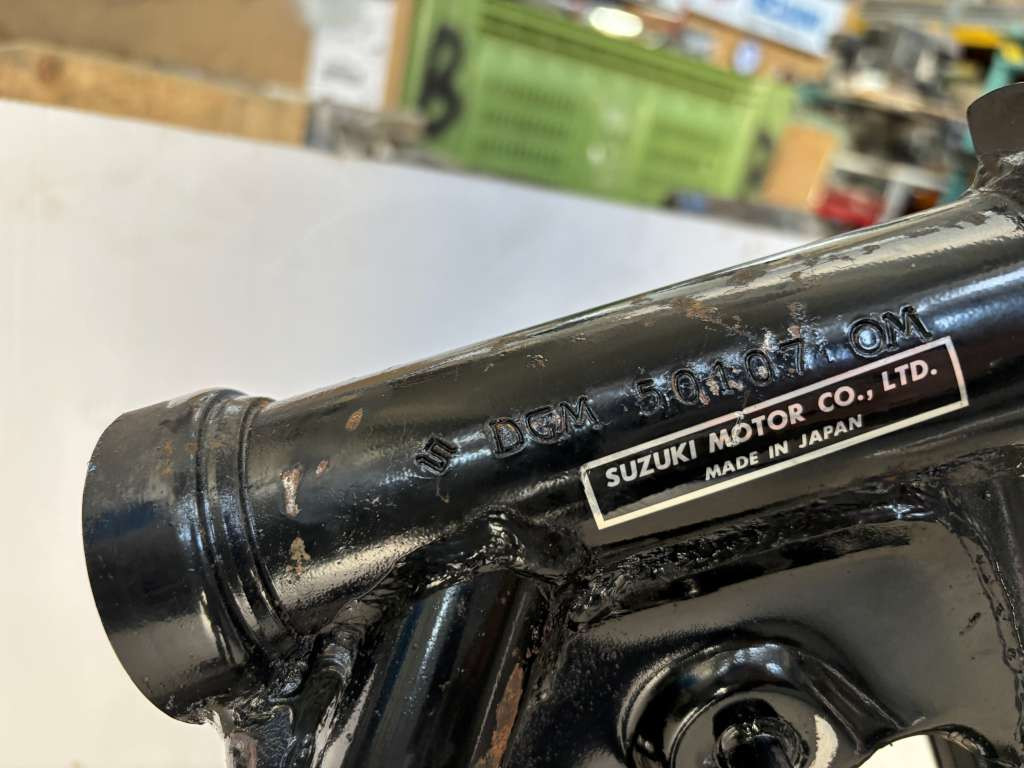 B
DGM 50107 OM
SUZUKI MOTOR CO., LTD.
MADE IN JAPAN